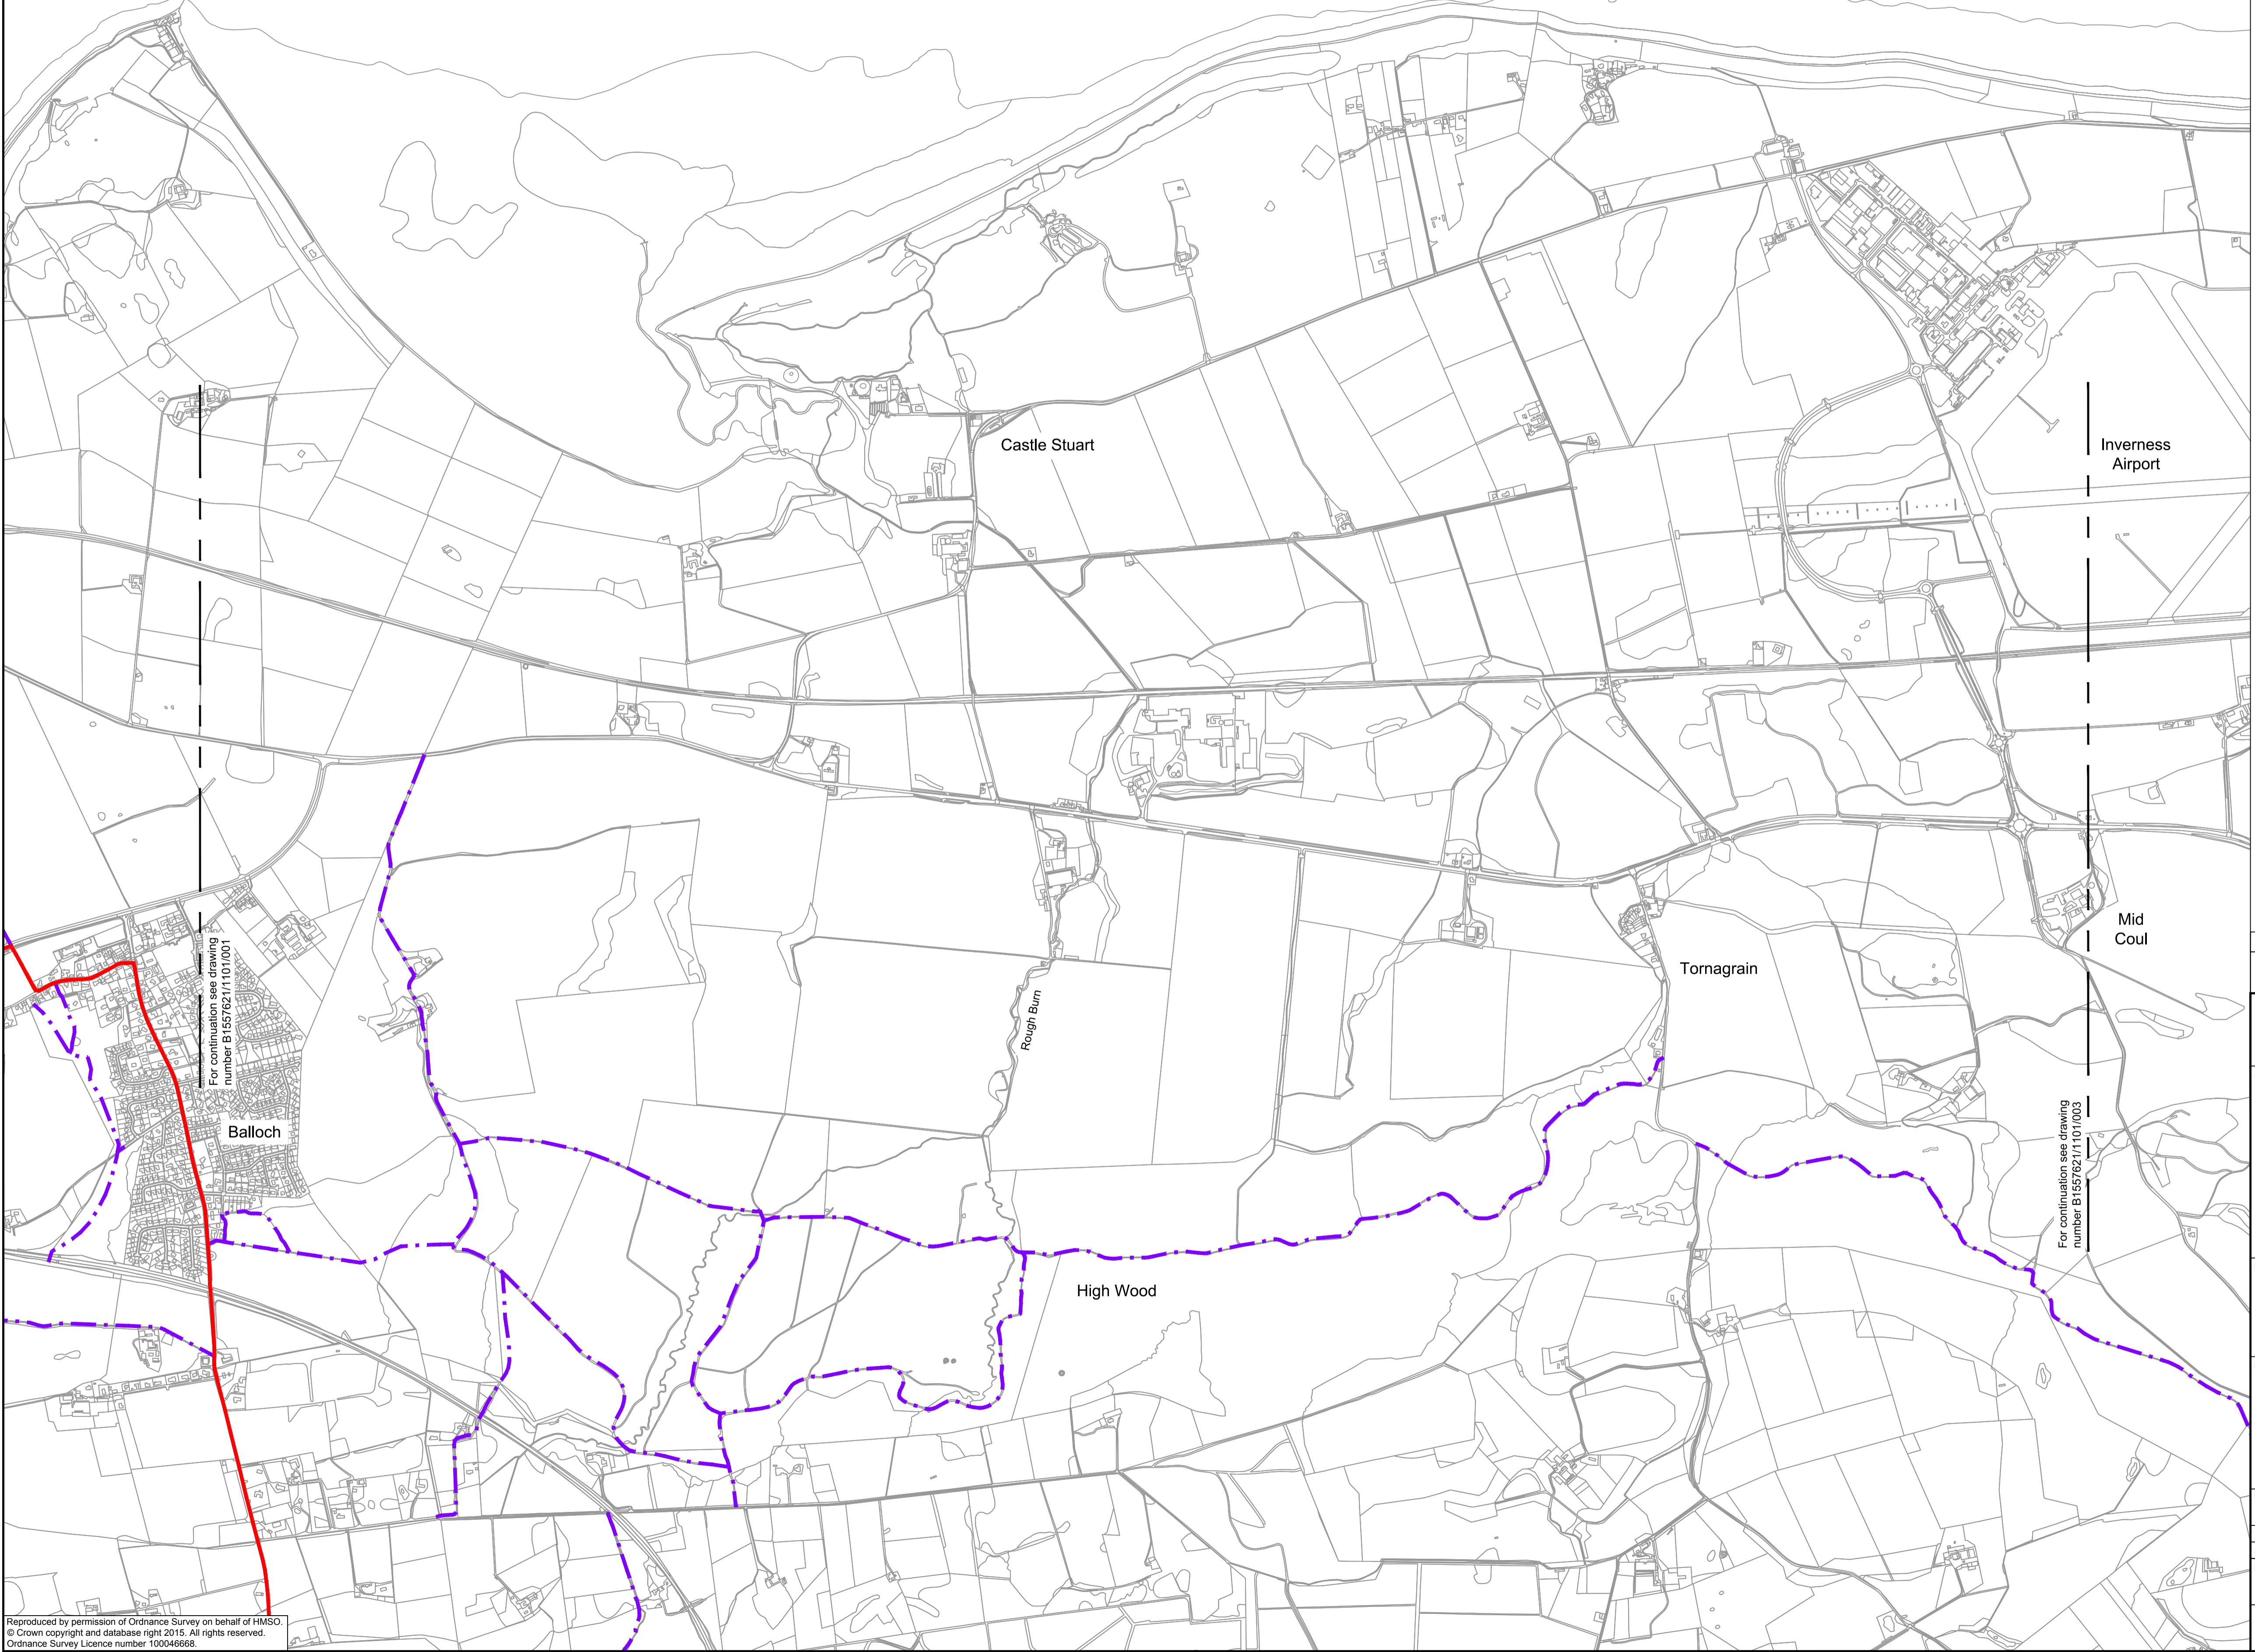 Castle Stuart
Inverness
Airport
Mid
Coul
Tornagrain
Rough Burn
For continuation see drawing
number B1557621/1101/001
Balloch
For continuation see drawing
number B1557621/1101/003
High Wood
Reproduced by permission of Ordnance Survey on behalf of HMSO.
© Crown copyright and database right 2015. All rights reserved.
Ordnance Survey Licence number 100046668.